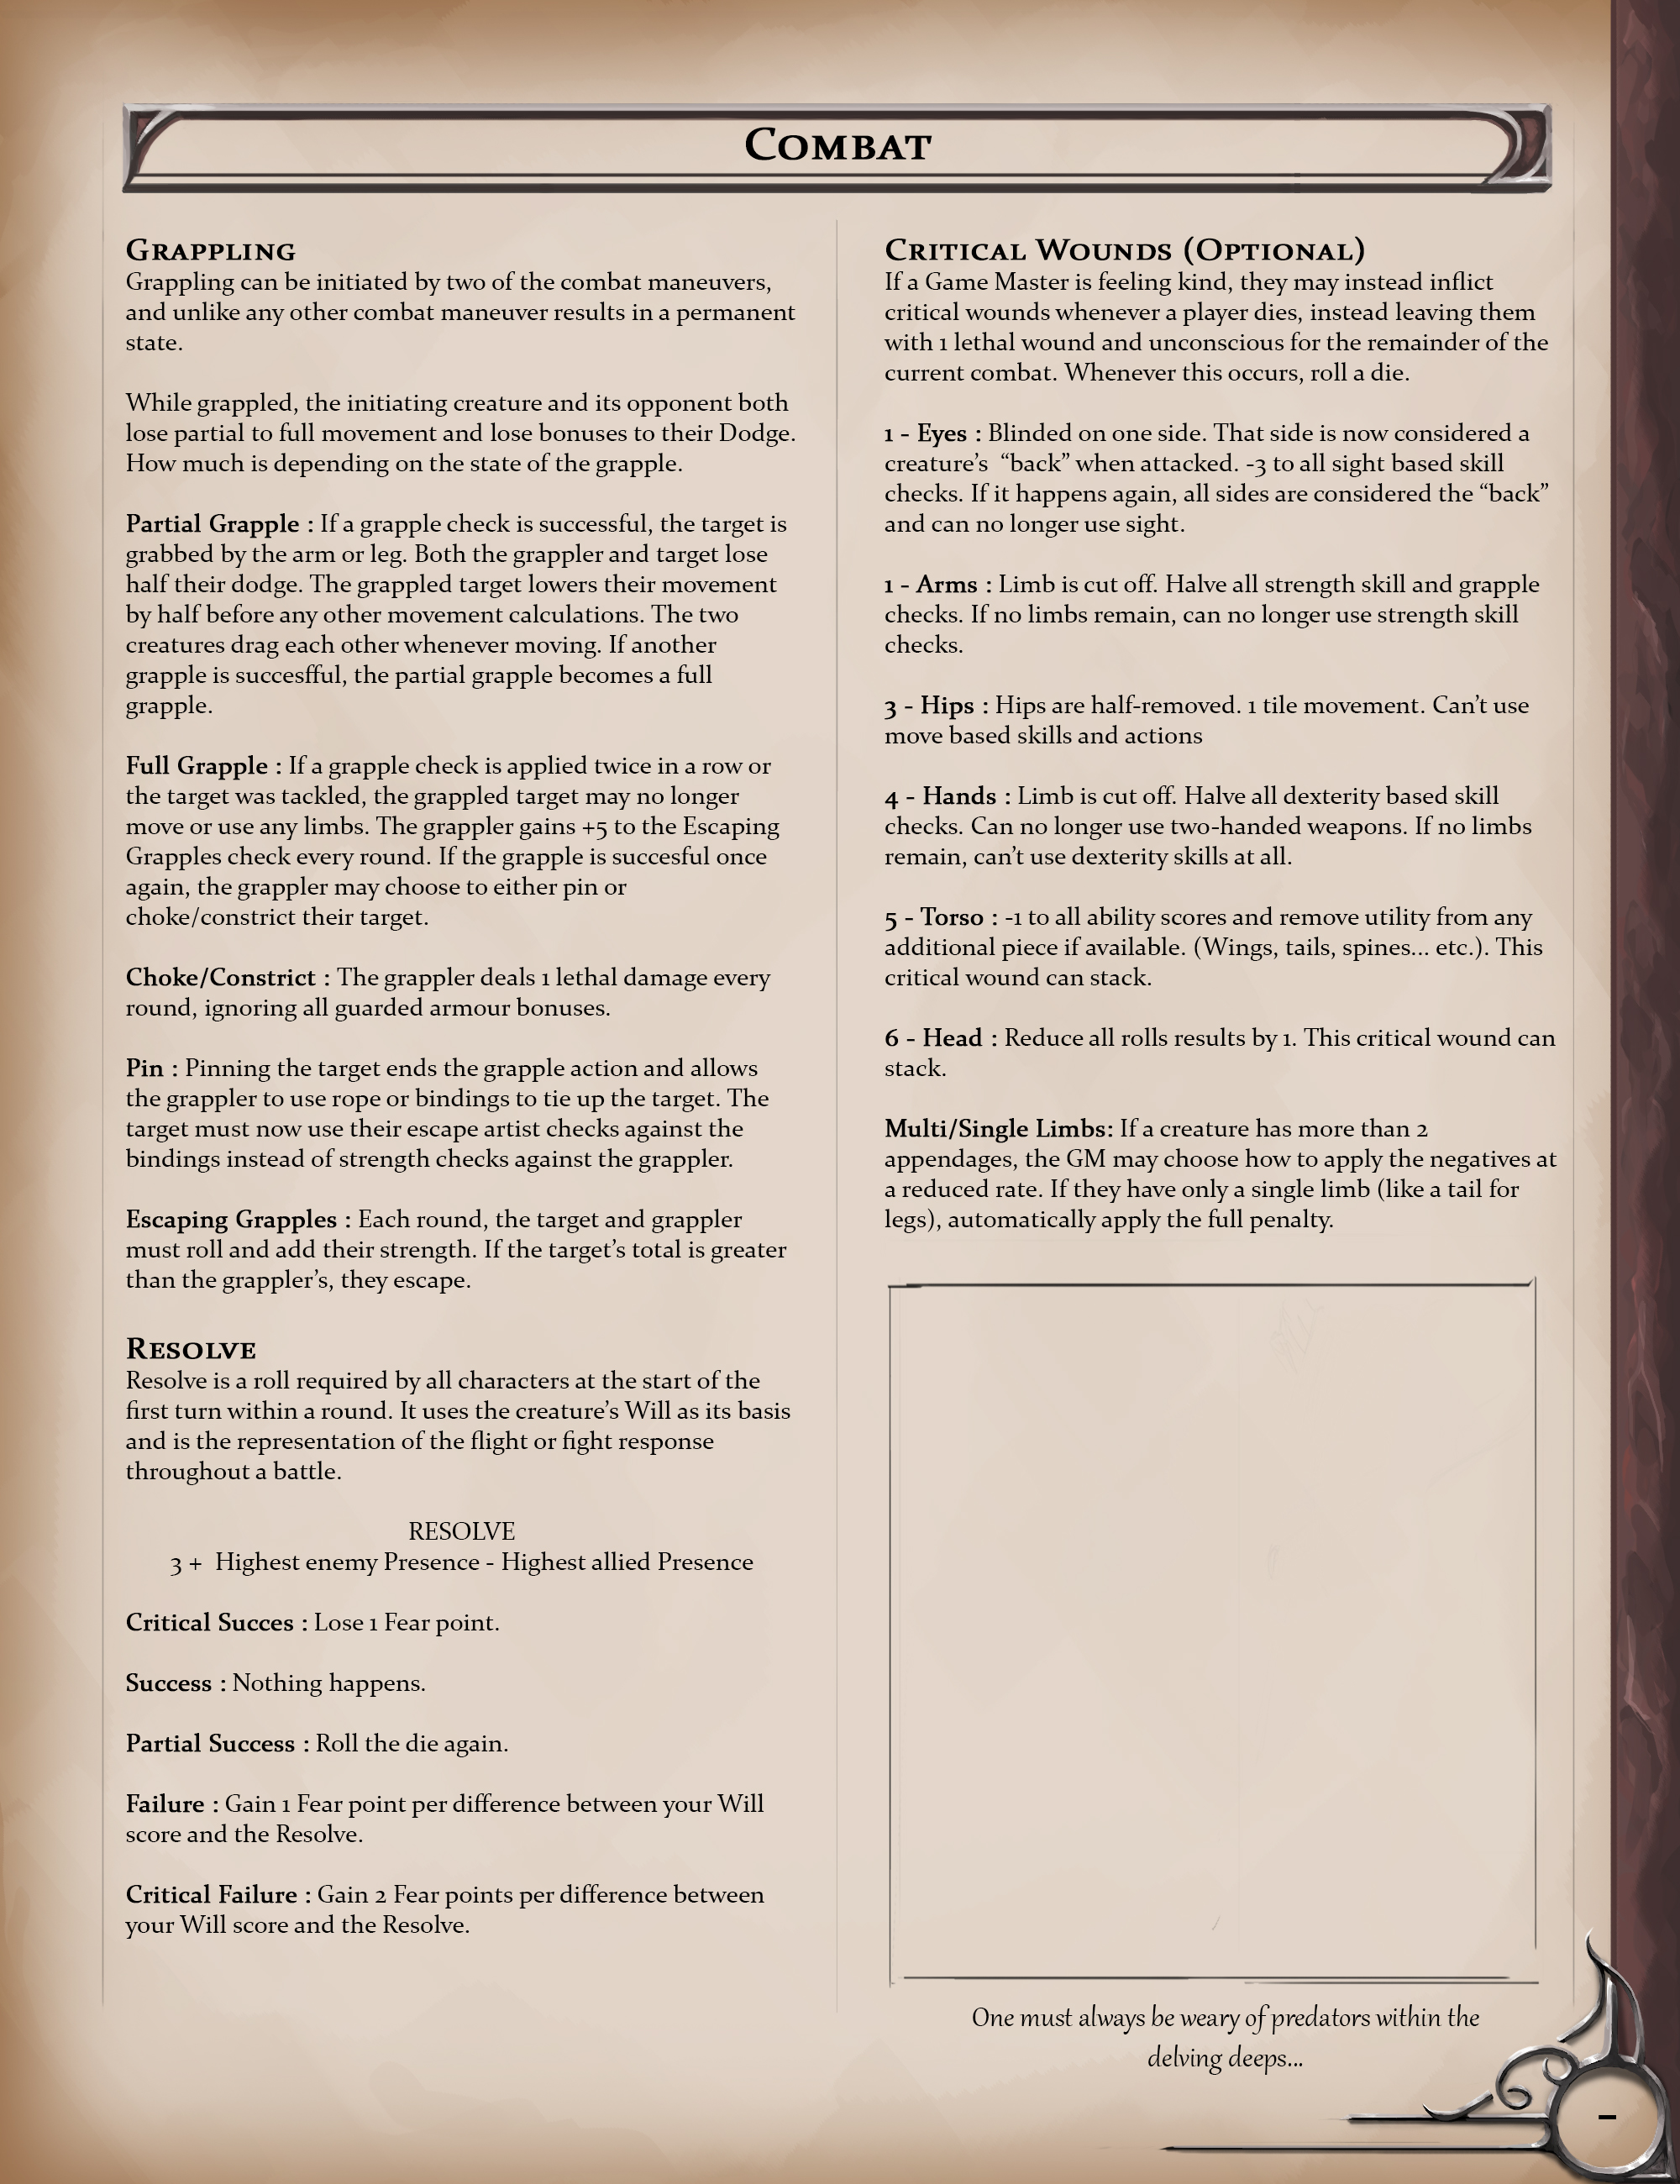 Combat
Grappling
Grappling can be initiated by two of the combat maneuvers,
and unlike any other combat maneuver results in a permanent
state.
While grappled, the initiating creature and its opponent both
lose partial to full movement and lose bonuses to their Dodge.
How much is depending on the state of the grapple.
Partial Grapple : If a grapple check is successful, the target is
grabbed by the arm or leg. Both the grappler and target lose
half their dodge. The grappled target lowers their movement
by half before any other movement calculations. The two
creatures drag each other whenever moving. If another
grapple is succesfful, the partial grapple becomes a full
grapple.
Full Grapple : If a grapple check is applied twice in a row or
the target was tackled, the grappled target may no longer
move or use any limbs. The grappler gains +5 to the Escaping
Grapples check every round. If the grapple is succesful once
again, the grappler may choose to either pin or
choke/constrict their target.
Choke/Constrict : The grappler deals 1 lethal damage every
round, ignoring all guarded armour bonuses.
Pin : Pinning the target ends the grapple action and allows
the grappler to use rope or bindings to tie up the target. The
target must now use their escape artist checks against the
bindings instead of strength checks against the grappler.
Escaping Grapples : Each round, the target and grappler
must roll and add their strength. If the target's total is greater
than the grappler's, they escape.
Resolve
Resolve is a roll required by all characters at the start of the
first turn within a round. It uses the creature's Will as its basis
and is the representation of the flight or fight response
throughout a battle.
RESOLVE
3 + Highest enemy Presence - Highest allied Presence
Critical Succes : Lose 1 Fear point.
Success : Nothing happens.
Partial Success : Roll the die again.
Failure : Gain 1 Fear point per difference between your Will
score and the Resolve.
Critical Failure : Gain 2 Fear points per difference between
your Will score and the Resolve.
Critical Wounds (Optional)
If a Game Master is feeling kind, they may instead inflict
critical wounds whenever a player dies, instead leaving them
with 1 lethal wound and unconscious for the remainder of the
current combat. Whenever this occurs, roll a die.
1 - Eyes : Blinded on one side. That side is now considered a
creature's “back” when attacked. -3 to all sight based skill
checks. If it happens again, all sides are considered the “back”
and can no longer use sight.
1 - Arms : Limb is cut off. Halve all strength skill and grapple
checks. If no limbs remain, can no longer use strength skill
checks.
3 - Hips : Hips are half-removed. 1 tile movement. Can't use
move based skills and actions
4 - Hands : Limb is cut off. Halve all dexterity based skill
checks. Can no longer use two-handed weapons. If no limbs
remain, can't use dexterity skills at all.
5 - Torso : -1 to all ability scores and remove utility from any
additional piece if available. (Wings, tails, spines... etc.). This
critical wound can stack.
6 - Head : Reduce all rolls results by 1. This critical wound can
stack.
Multi/Single Limbs: If a creature has more than 2
appendages, the GM may choose how to apply the negatives at
a reduced rate. If they have only a single limb (like a tail for
legs), automatically apply the full penalty.
One must always be weary of predators within the
delving deeps...
-